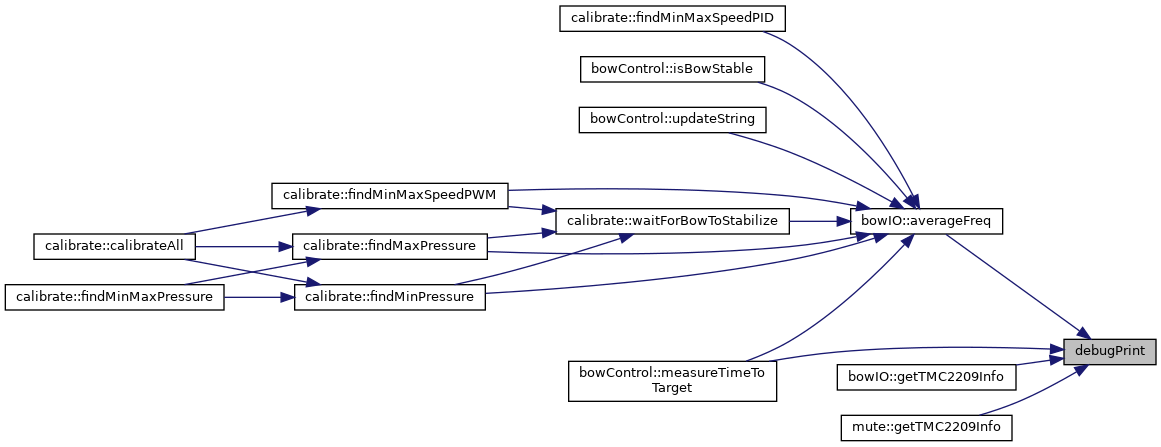 calibrate::findMinMaxSpeedPID
bowControl::isBowStable
bowControl::updateString
calibrate::findMinMaxSpeedPWM
calibrate::waitForBowToStabilize
bowIO::averageFreq
calibrate::calibrateAll
calibrate::findMaxPressure
calibrate::findMinMaxPressure
calibrate::findMinPressure
debugPrint
bowControl::measureTimeTo
Target
bowIO::getTMC2209Info
mute::getTMC2209Info